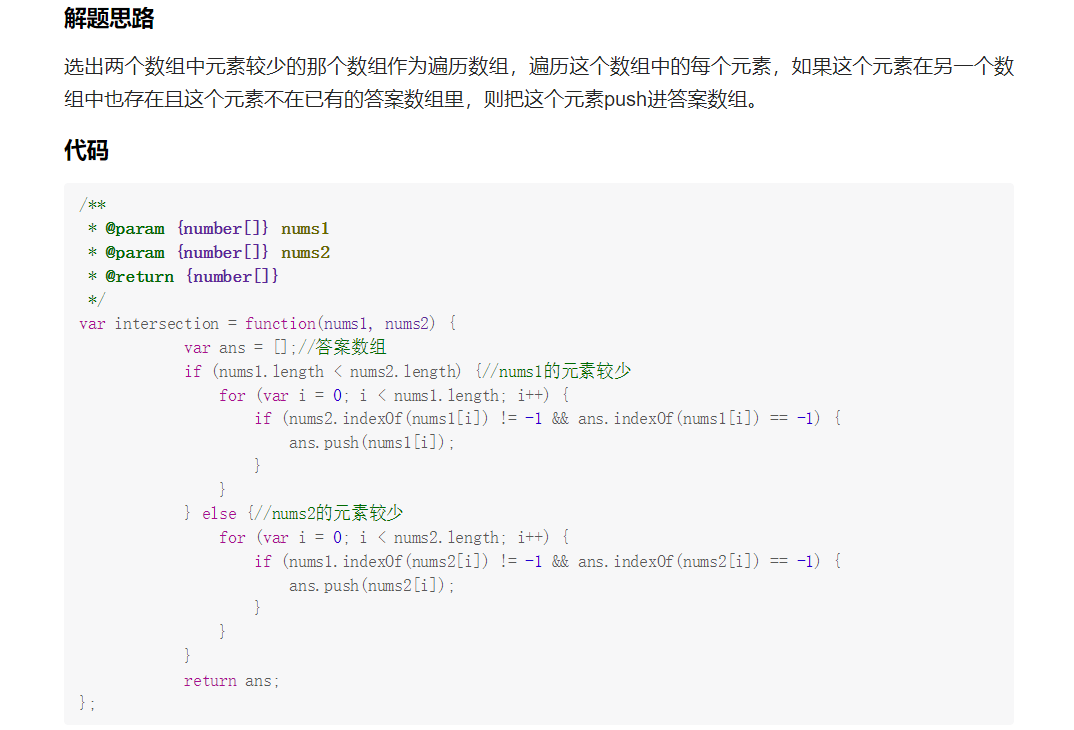 解题思路
选出两个数组中元素较少的那个数组作为遍历数组，遍历这个数组中的每个元素，如果这个元素在另一个数
组中也存在且这个元素不在已有的答案数组里，则把这个元素push进答案数组。
代码
/**
 * @param {number[]} nums1
 * @param {number[]} nums2
 * @return {number[]}
 */
var intersection = function(nums1, nums2) {
            var ans = [];//答案数组
            if (nums1.length < nums2.length) {//nums1的元素较少
                for (var i = 0; i < nums1.length; i++) {
                    if (nums2.indexOf(nums1[i]) != -1 && ans.indexOf(nums1[i]) == -1) {
                        ans.push(nums1[i]);
                    }
                }
            } else {//nums2的元素较少
                for (var i = 0; i < nums2.length; i++) {
                    if (nums1.indexOf(nums2[i]) != -1 && ans.indexOf(nums2[i]) == -1) {
                        ans.push(nums2[i]);
                    }
                }
            }
            return ans;
};